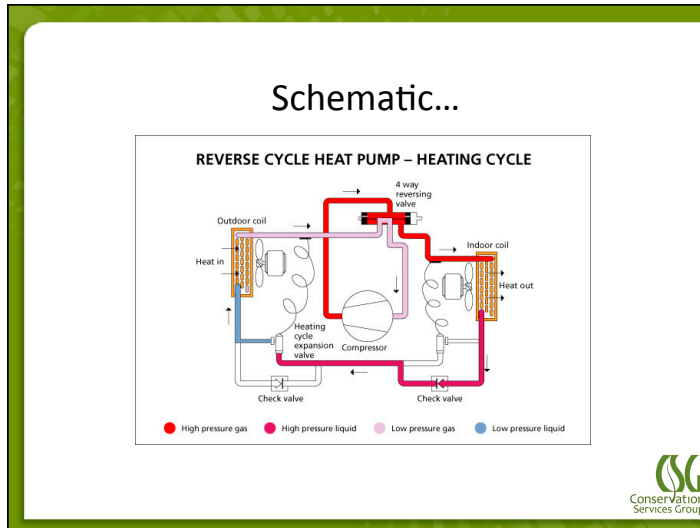 Schematic...
REVERSE CYCLE HEAT PUMP – HEATING CYCLE
4 way
reversing
valve
Outdoor coil
Indoor coil
Heat in
Heat out
Heating
cycle
expansion
valve
Compressor
Check valve
Check valve
High pressure gas
High pressure liquid
Low pressure gas
Low pressure liquid
CSG
Conservation
Services Group